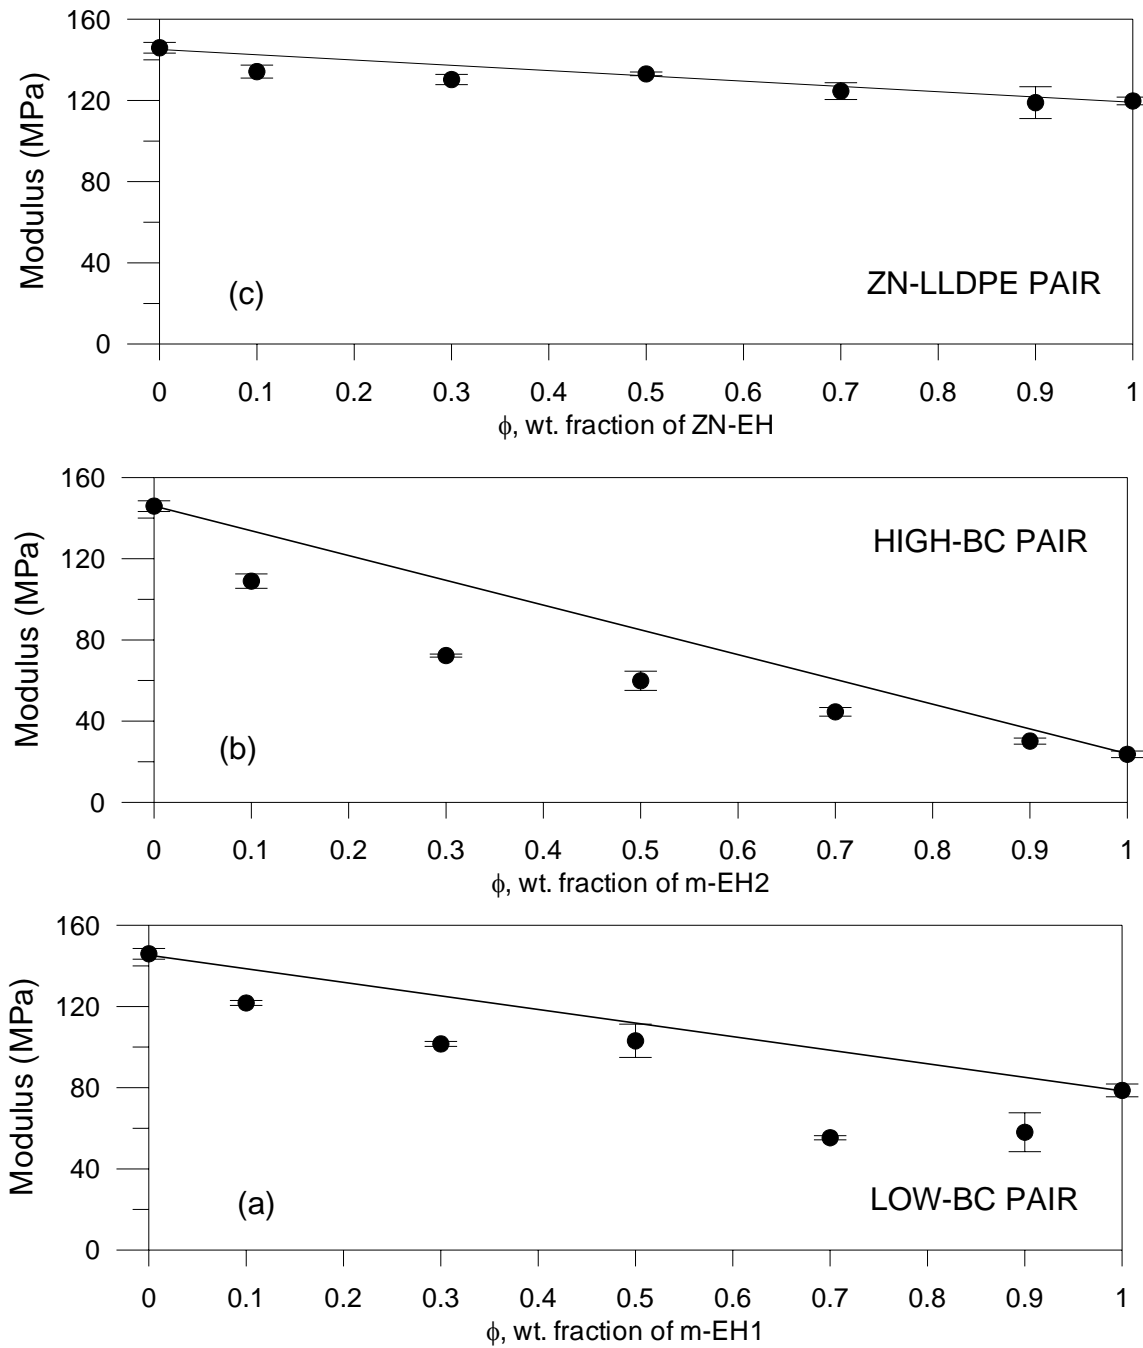 160
120
80
40
0
Modulus (MPa)
(c)
ZN-LLDPE PAIR
0 0.1 0.2 0.3 0.4 0.5 0.6 0.7 0.8 0.9 1
ϕ, wt. fraction of ZN-EH
160
120
80
40
0
Modulus (MPa)
HIGH-BC PAIR
(b)
0 0.1 0.2 0.3 0.4 0.5 0.6 0.7 0.8 0.9 1
ϕ, wt. fraction of m-EH2
160
120
80
40
0
Modulus (MPa)
(a)
LOW-BC PAIR
0 0.1 0.2 0.3 0.4 0.5 0.6 0.7 0.8 0.9 1
ϕ, wt. fraction of m-EH1